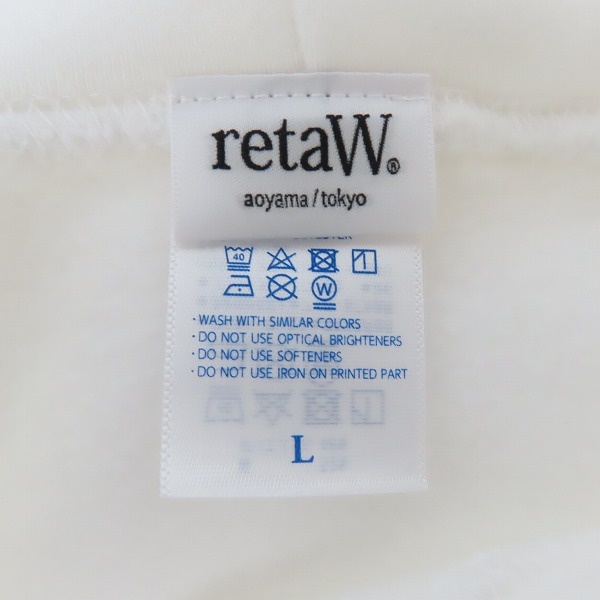 retaW®
aoyama / tokyo
40
W
· WASH WITH SIMILAR COLORS
· DO NOT USE OPTICAL BRIGHTENERS
· DO NOT USE SOFTENERS
· DO NOT USE IRON ON PRINTED PART
L